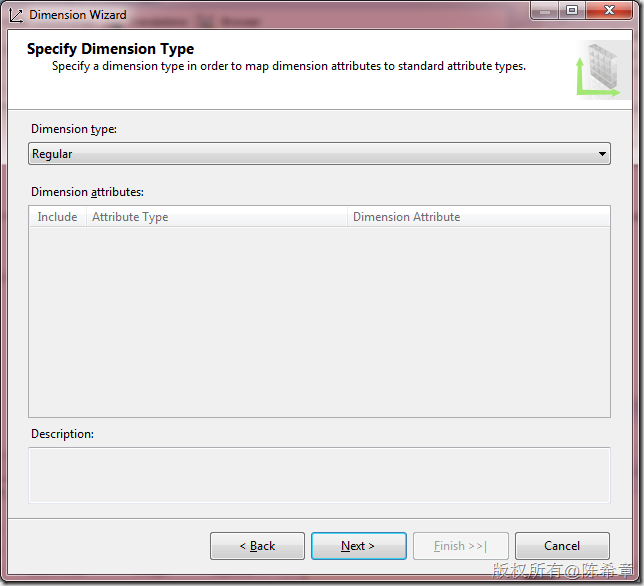 Dimension Wizard
Specify Dimension Type
Specify a dimension type in order to map dimension attributes to standard attribute types.
Dimension type:
Regular
Dimension attributes:
Include Attribute Type Dimension Attribute
Description:
< Back Next > Finish >>| Cancel
版权所有@陈希章